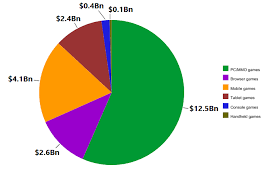 $0.4Bn
$0.1Bn
$2.4Bn
$4.1Bn
$12.5Bn
$2.6Bn
PC/MMO games
Browser games
Mobile games
Tablet games
Console games
Handheld games